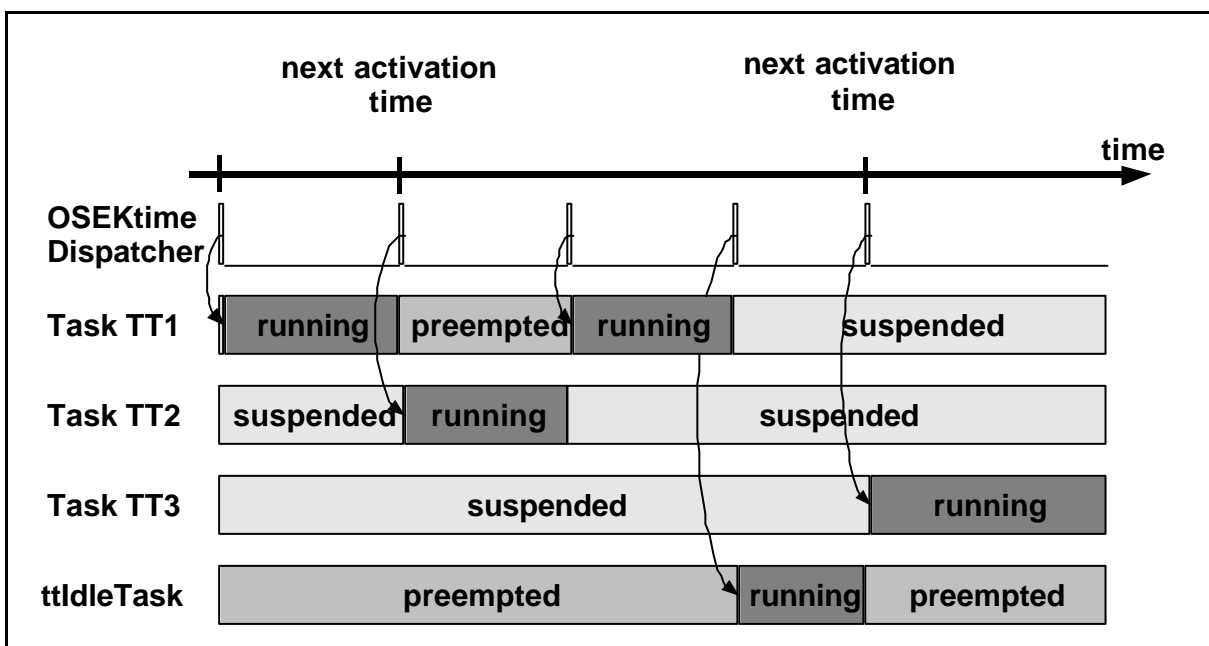 next activation
time
next activation
time
time
OSEKtime
Dispatcher
Task TT1
running
preempted
running
suspended
Task TT2
suspended
running
suspended
Task TT3
suspended
running
ttIdleTask
preempted
running
preempted